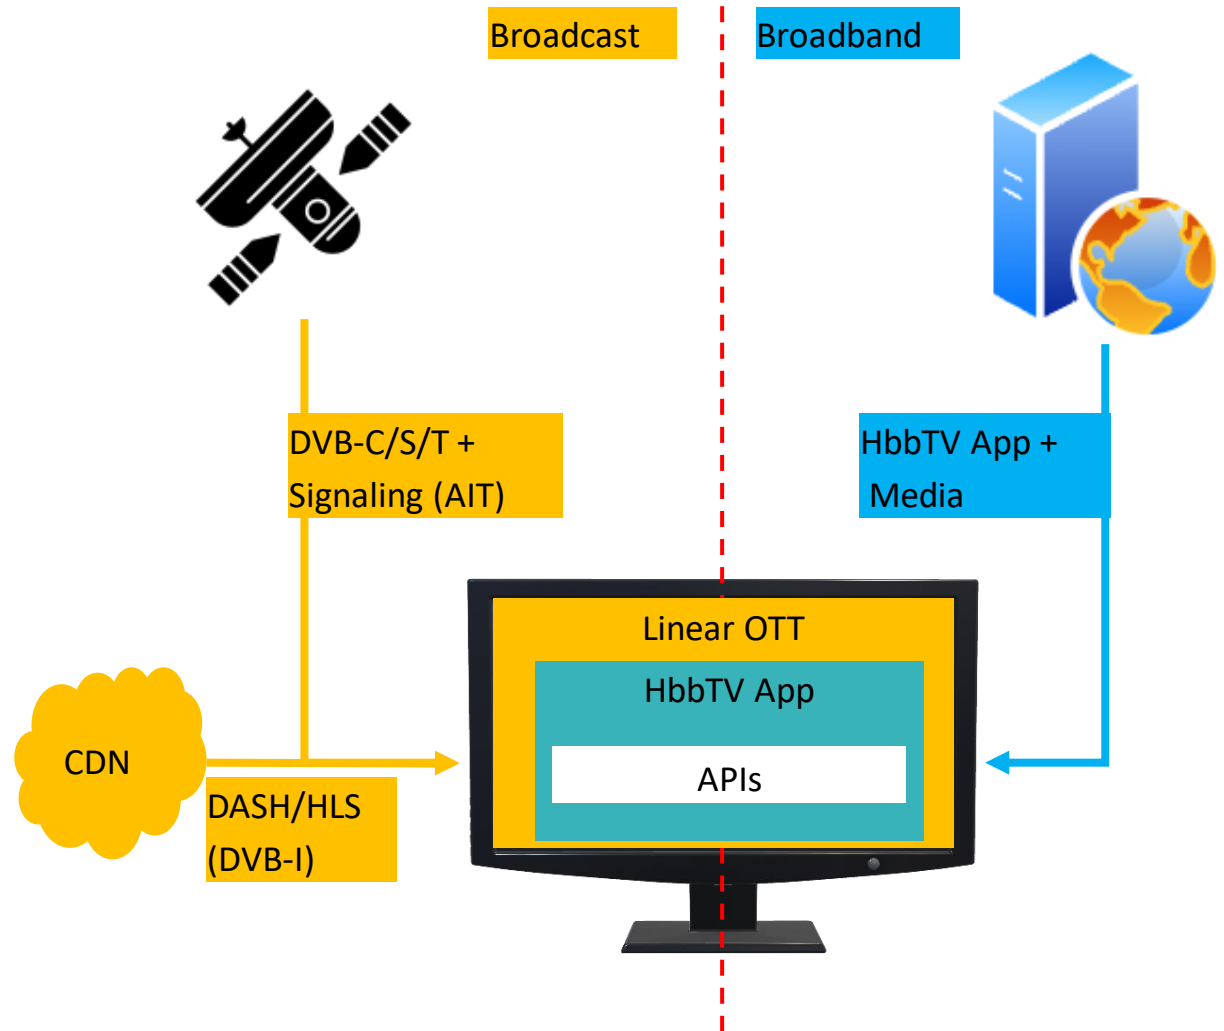 Broadcast
Broadband
DVB-C/S/T +
Signaling (AIT)
HbbTV App +
Media
Linear OTT
HbbTV App
APIs
CDN
DASH/HLS
(DVB-I)